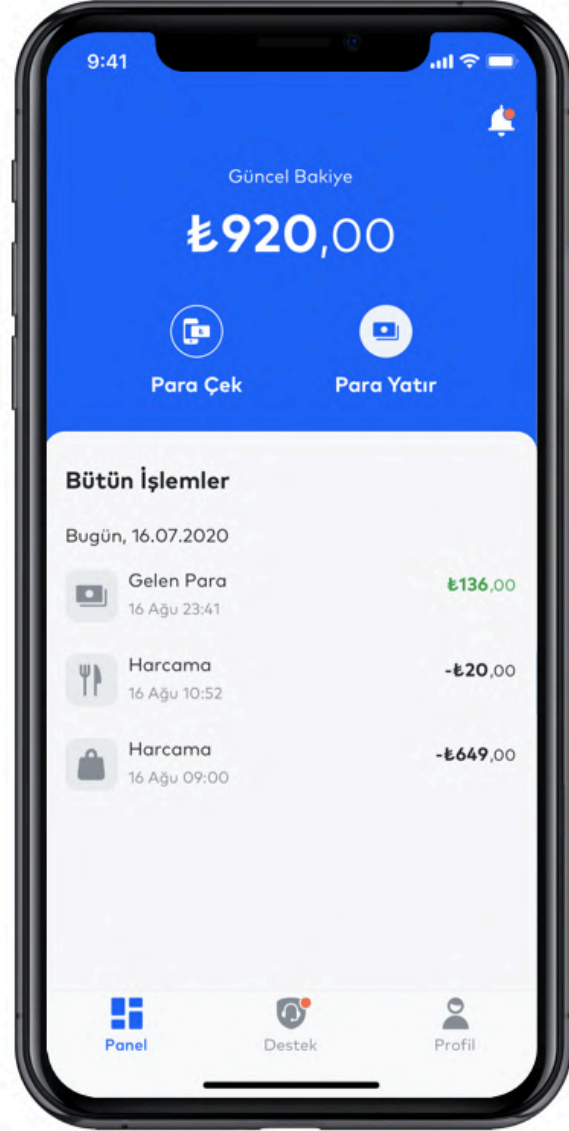 9:41
Güncel Bakiye
₺920,00
Para Çek
Para Yatır
Bütün İşlemler
Bugün, 16.07.2020
Gelen Para
₺136,00
16 Ağu 23:41
Harcama
-₺20,00
16 Ağu 10:52
Harcama
-₺649,00
16 Ağu 09:00
Panel
Destek
Profil